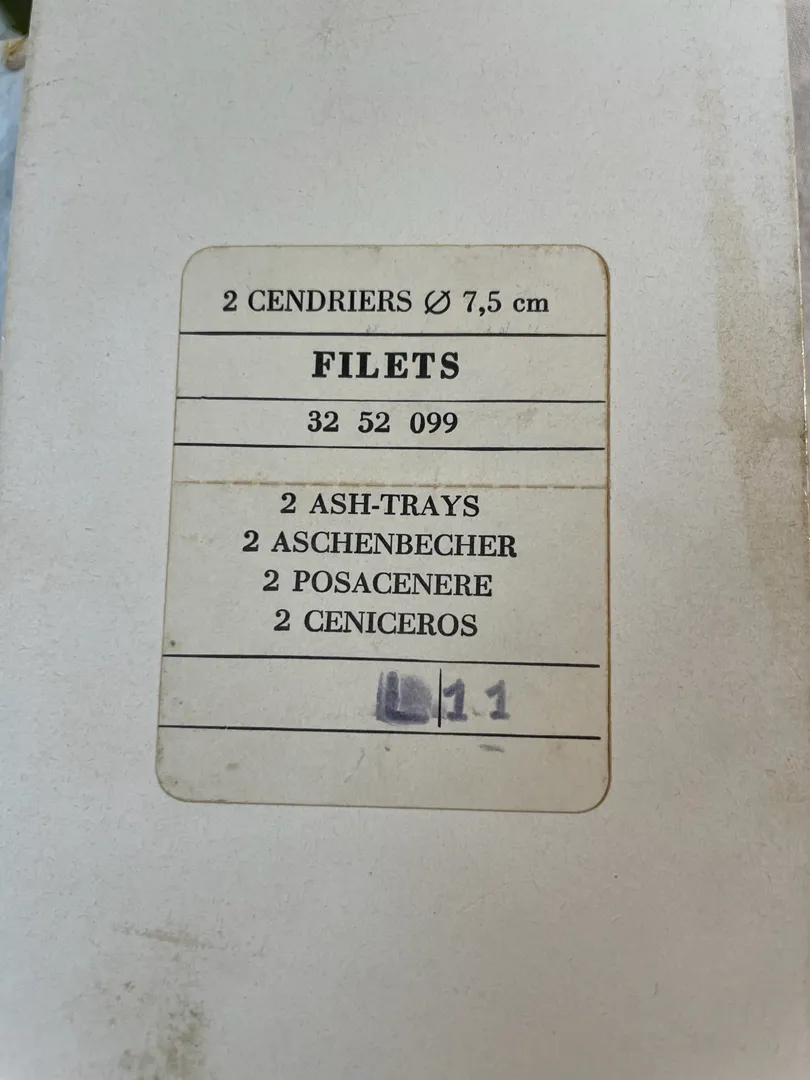 2 CENDRIERS ∅ 7,5 cm
FILETS
32 52 099
2 ASH-TRAYS
2 ASCHENBECHER
2 POSACENERE
2 CENICEROS
L 11